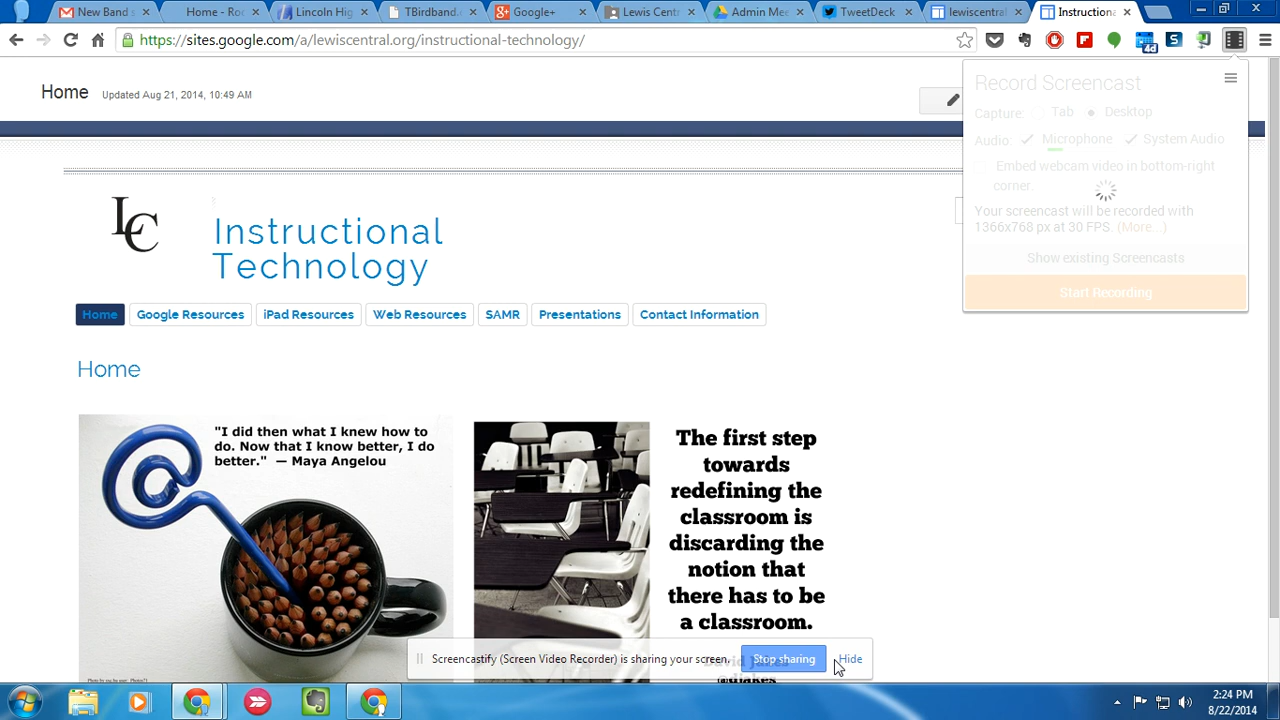 New Band s
Home - Ro
Lincoln Hig
TBirdband.
Google+
Lewis Centr
Admin Mee
TweetDeck
lewiscentral
Instructiona
https://sites.google.com/a/lewiscentral.org/instructional-technology/
4d
Home Updated Aug 21, 2014, 10:49 AM
Record Screencast
Capture: Tab Desktop
Audio: Microphone System Audio
Embed webcam video in bottom-right
corner.
Your screencast will be recorded with
1366x768 px at 30 FPS. (More...)
Show existing Screencasts
Start Recording
LC
Instructional
Technology
Home
Google Resources
iPad Resources
Web Resources
SAMR
Presentations
Contact Information
Home
"I did then what I knew how to
do. Now that I know better, I do
better." — Maya Angelou
The first step
towards
redefining the
classroom is
discarding the
notion that
there has to be
a classroom.
@djakes
Screencastify (Screen Video Recorder) is sharing your screen.
Stop sharing
Hide
2:24 PM
8/22/2014